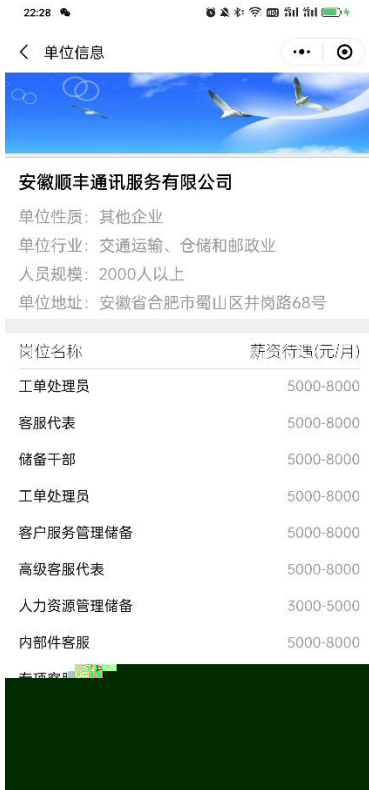 22:28
单位信息
安徽顺丰通讯服务有限公司
单位性质：其他企业
单位行业：交通运输、仓储和邮政业
人员规模：2000人以上
单位地址：安徽省合肥市蜀山区井岗路68号
岗位名称 薪资待遇(元/月)
工单处理员 5000-8000
客服代表 5000-8000
储备干部 5000-8000
工单处理员 5000-8000
客户服务管理储备 5000-8000
高级客服代表 5000-8000
人力资源管理储备 3000-5000
内部件客服 5000-8000